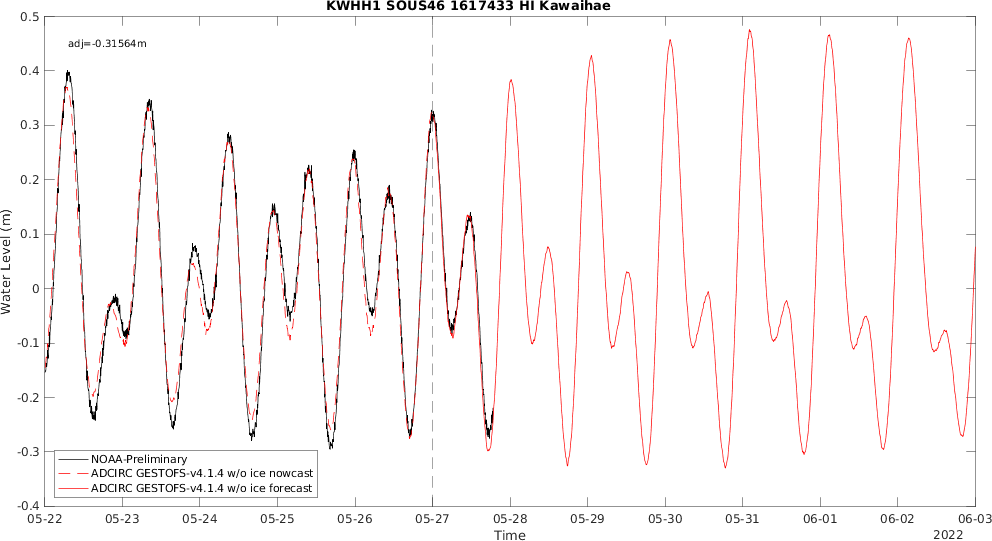 KWHH1 SOUS46 1617433 HI Kawaihae
adj=-0.31564m
0.5
0.4
0.3
0.2
0.1
0
-0.1
-0.2
-0.3
-0.4
Water Level (m)
NOAA-Preliminary
ADCIRC GESTOFS-v4.1.4 w/o ice nowcast
ADCIRC GESTOFS-v4.1.4 w/o ice forecast
05-22 05-23 05-24 05-25 05-26 05-27 05-28 05-29 05-30 05-31 06-01 06-02 06-03
Time
2022